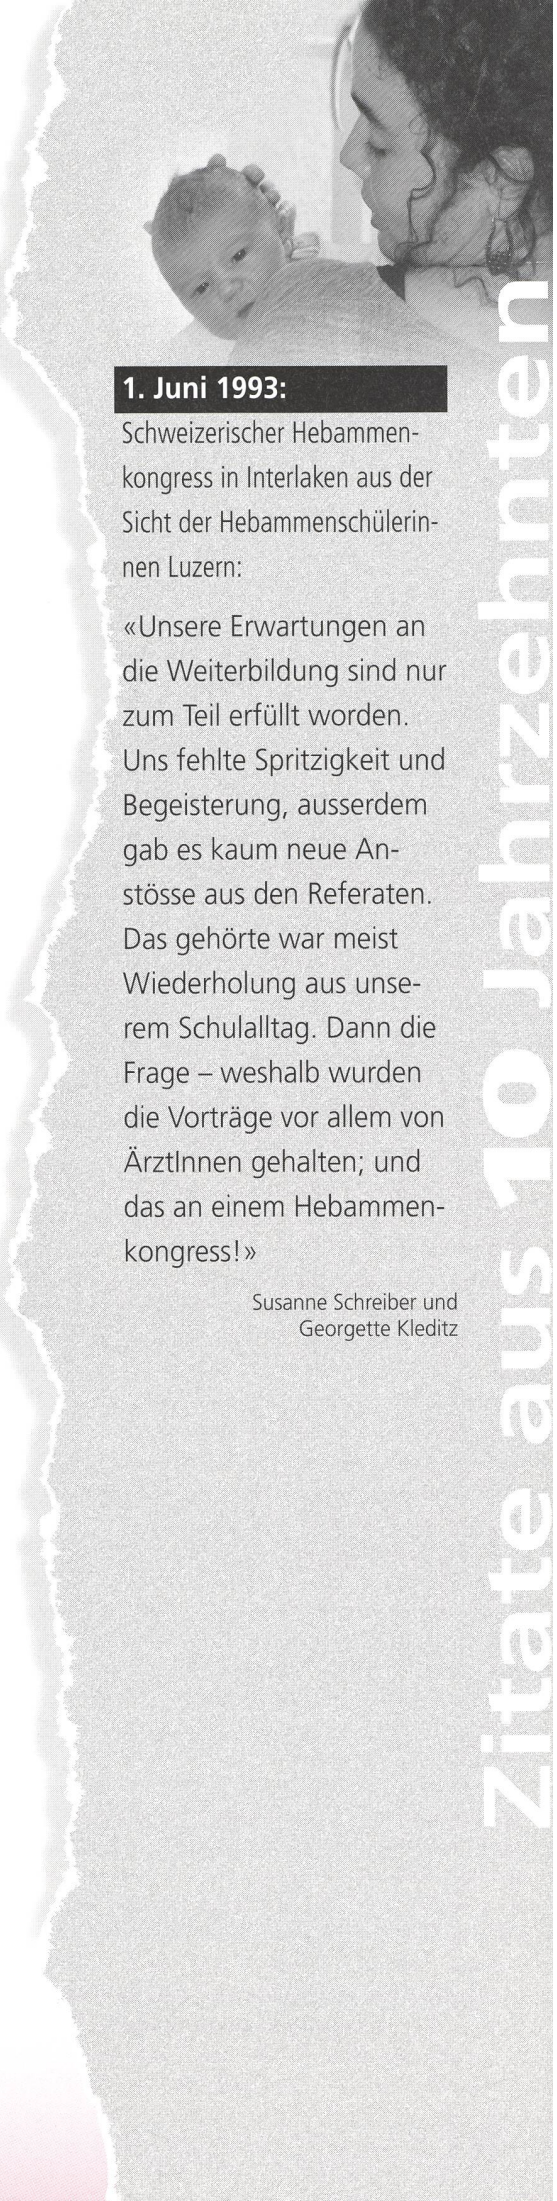 1. Juni 1993:
Schweizerischer Hebammen-
kongress in Interlaken aus der
Sicht der Hebammenschülerin-
nen Luzern:
«Unsere Erwartungen an
die Weiterbildung sind nur
zum Teil erfüllt worden.
Uns fehlte Spritzigkeit und
Begeisterung, ausserdem
gab es kaum neue An-
stösse aus den Referaten.
Das gehörte war meist
Wiederholung aus unse-
rem Schulalltag. Dann die
Frage – weshalb wurden
die Vorträge vor allem von
ÄrztInnen gehalten; und
das an einem Hebammen-
kongress!»
Susanne Schreiber und
Georgette Kleditz
Zitate aus 10 Jahrzehnten